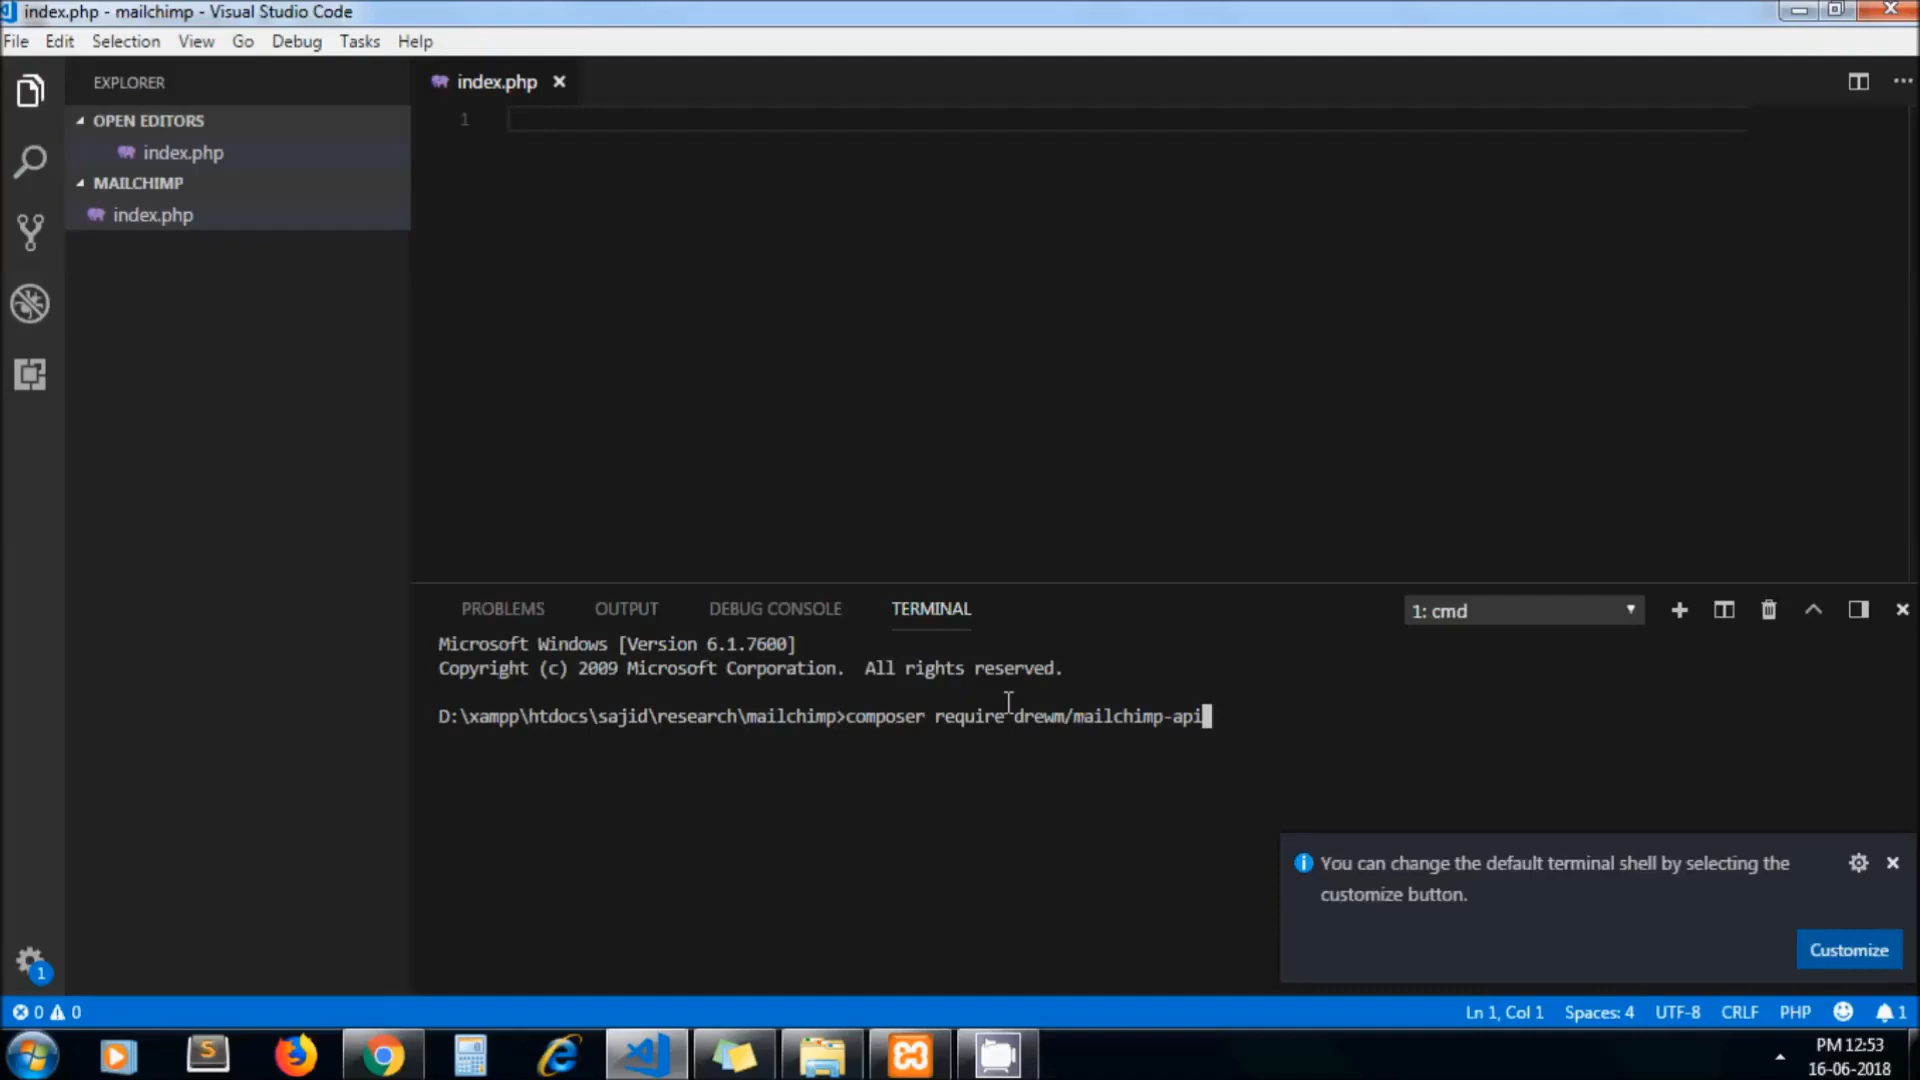 index.php - mailchimp - Visual Studio Code
File Edit Selection View Go Debug Tasks Help
EXPLORER
index.php
OPEN EDITORS
index.php
MAILCHIMP
index.php
1
PROBLEMS OUTPUT DEBUG CONSOLE TERMINAL
1: cmd
Microsoft Windows [Version 6.1.7600]
Copyright (c) 2009 Microsoft Corporation. All rights reserved.
D:\xampp\htdocs\sajid\research\mailchimp>composer require drewm/mailchimp-api
You can change the default terminal shell by selecting the
customize button.
Customize
1
0 0
Ln 1, Col 1 Spaces: 4 UTF-8 CRLF PHP 1
S
PM 12:53
16-06-2018